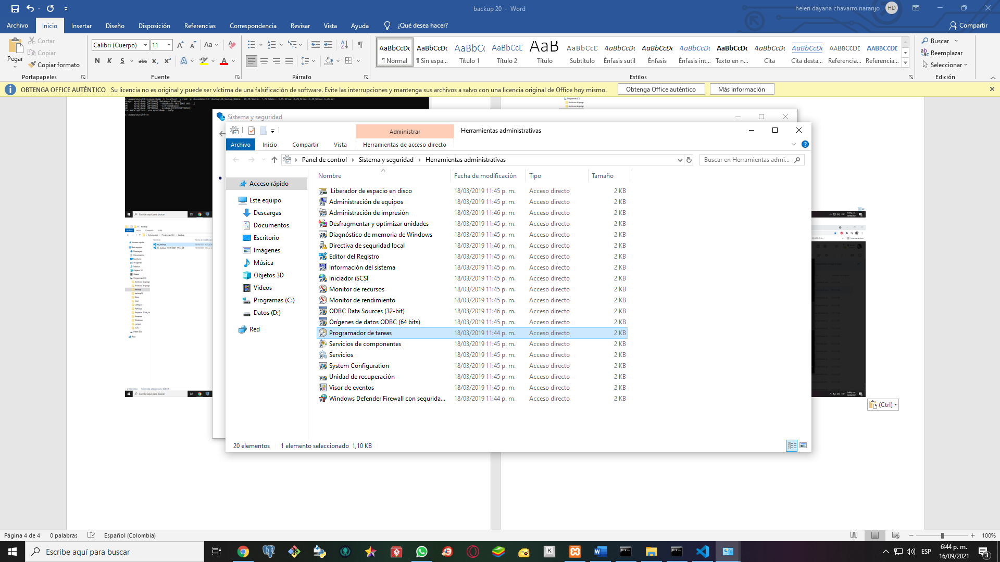 backup 20 - Word
helen dayana chavarro naranjo HD
Archivo Inicio Insertar Diseño Disposición Referencias Correspondencia Revisar Vista Ayuda ¿Qué desea hacer? Compartir
Pegar
Cortar
Copiar
Copiar formato
Portapapeles
Calibri (Cuerpo) 11
Fuente
Párrafo
AaBbCcDc AaBbCcDc AaBbCc AaBbCcD AaB AaBbCcD AaBbCcDc AaBbCcDc AaBbCcDc AaBbCcDc AaBbCcDc AaBbCcDc AABBCCDD AABBCCDD
¶ Normal ¶ Sin espa... Título 1 Título 2 Título Subtítulo Énfasis sutil Énfasis Énfasis int... Texto en n... Cita Cita desta... Referencia... Referencia...
Estilos
Buscar
Reemplazar
Seleccionar
Edición
OBTENGA OFFICE AUTÉNTICO Su licencia no es original y puede ser víctima de una falsificación de software. Evite las interrupciones y mantenga sus archivos a salvo con una licencia original de Office hoy mismo. Obtenga Office auténtico Más información
Sistema y seguridad
Administrar Herramientas administrativas
Archivo Inicio Compartir Vista Herramientas de acceso directo
Panel de control Sistema y seguridad Herramientas administrativas
Buscar en Herramientas admi...
Acceso rápido
Este equipo
Descargas
Documentos
Escritorio
Imágenes
Música
Objetos 3D
Videos
Programas (C:)
Datos (D:)
Red
Nombre Fecha de modificación Tipo Tamaño
Liberador de espacio en disco 18/03/2019 11:45 p. m. Acceso directo 2 KB
Administración de equipos 18/03/2019 11:45 p. m. Acceso directo 2 KB
Administración de impresión 18/03/2019 11:46 p. m. Acceso directo 2 KB
Desfragmentar y optimizar unidades 18/03/2019 11:45 p. m. Acceso directo 2 KB
Diagnóstico de memoria de Windows 18/03/2019 11:45 p. m. Acceso directo 2 KB
Directiva de seguridad local 18/03/2019 11:46 p. m. Acceso directo 2 KB
Editor del Registro 18/03/2019 11:45 p. m. Acceso directo 2 KB
Información del sistema 18/03/2019 11:45 p. m. Acceso directo 2 KB
Iniciador iSCSI 18/03/2019 11:45 p. m. Acceso directo 2 KB
Monitor de recursos 18/03/2019 11:45 p. m. Acceso directo 2 KB
Monitor de rendimiento 18/03/2019 11:45 p. m. Acceso directo 2 KB
ODBC Data Sources (32-bit) 18/03/2019 11:46 p. m. Acceso directo 2 KB
Orígenes de datos ODBC (64 bits) 18/03/2019 11:45 p. m. Acceso directo 2 KB
Programador de tareas 18/03/2019 11:44 p. m. Acceso directo 2 KB
Servicios de componentes 18/03/2019 11:45 p. m. Acceso directo 2 KB
Servicios 18/03/2019 11:45 p. m. Acceso directo 2 KB
System Configuration 18/03/2019 11:45 p. m. Acceso directo 2 KB
Unidad de recuperación 18/03/2019 11:45 p. m. Acceso directo 2 KB
Visor de eventos 18/03/2019 11:45 p. m. Acceso directo 2 KB
Windows Defender Firewall con segurida... 18/03/2019 11:44 p. m. Acceso directo 2 KB
20 elementos 1 elemento seleccionado 1,10 KB
(Ctrl)
Página 4 de 4 0 palabras Español (Colombia) 100%
Escribe aquí para buscar
ESP
6:44 p. m.
16/09/2021
3